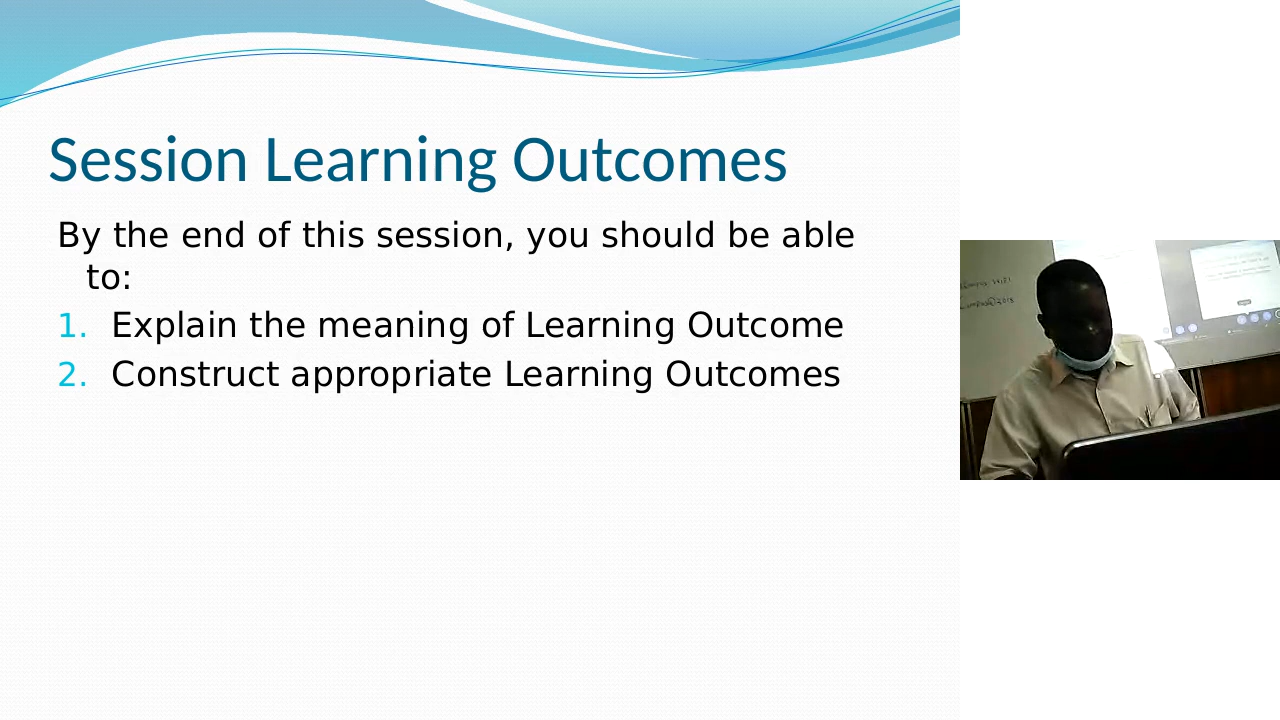 Session Learning Outcomes
By the end of this session, you should be able
to:
1. Explain the meaning of Learning Outcome
2. Construct appropriate Learning Outcomes